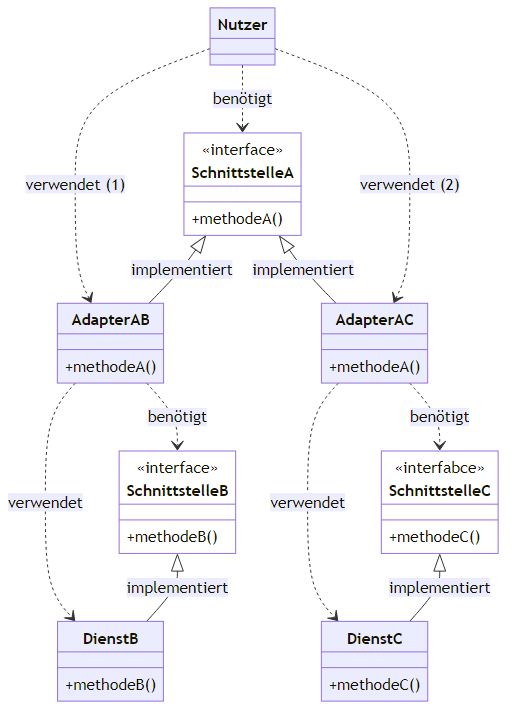 Nutzer
benötigt
«interface»
SchnittstelleA
verwendet (1)
verwendet (2)
+methodeA()
implementiert
implementiert
AdapterAB
AdapterAC
+methodeA()
+methodeA()
benötigt
benötigt
«interface»
«interfabce»
SchnittstelleB
SchnittstelleC
verwendet
verwendet
+methodeB()
+methodeC()
implementiert
implementiert
DienstB
DienstC
+methodeB()
+methodeC()